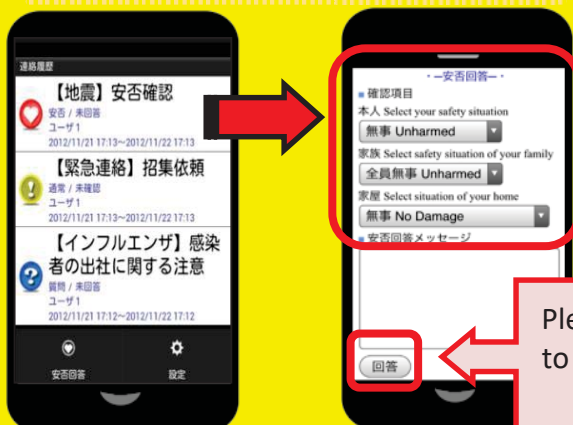 連絡履歴
【地震】安否確認
安否 / 未回答
ユーザ1
2012/11/21 17:13~2012/11/22 17:13
【緊急連絡】招集依頼
通常 / 未確認
ユーザ1
2012/11/21 17:13~2012/11/22 17:13
【インフルエンザ】感染
者の出社に関する注意
質問 / 未回答
ユーザ1
2012/11/21 17:12~2012/11/22 17:12
安否回答
設定
・ー安否回答ー・
■ 確認項目
本人 Select your safety situation
無事 Unharmed
家族 Select safety situation of your family
全員無事 Unharmed
家屋 Select situation of your home
無事 No Damage
■ 安否回答メッセージ
回答
Ple
to